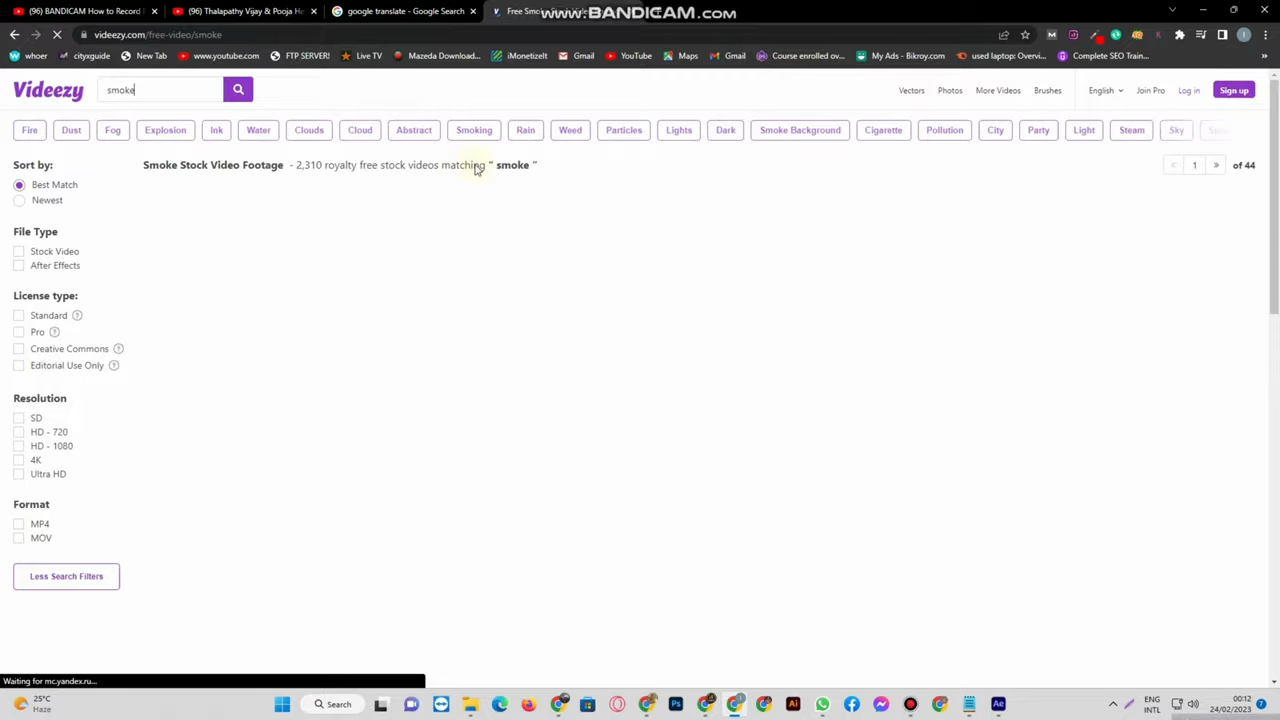 www.BANDICAM.com
(96) BANDICAM How to Record
(96) Thalapathy Vijay & Pooja He
google translate - Google Search
videezy.com/free-video/smoke
whoer
cityxguide
New Tab
www.youtube.com
FTP SERVER!
Live TV
Mazeda Download...
iMonetizeIt
Gmail
Course enrolled ov...
YouTube
Maps
Gmail
My Ads - Bikroy.com
used laptop: Overvi...
Complete SEO Train...
Videezy
smoke
Vectors
Photos
More Videos
Brushes
English
Join Pro
Log in
Sign up
Fire
Dust
Fog
Explosion
Ink
Water
Clouds
Cloud
Abstract
Smoking
Rain
Weed
Particles
Lights
Dark
Smoke Background
Cigarette
Pollution
City
Party
Light
Steam
Sky
Sort by:
Smoke Stock Video Footage - 2,310 royalty free stock videos matching " smoke "
« 1 » of 44
Best Match
Newest
File Type
Stock Video
After Effects
License type:
Standard ?
Pro ?
Creative Commons ?
Editorial Use Only ?
Resolution
SD
HD - 720
HD - 1080
4K
Ultra HD
Format
MP4
MOV
Less Search Filters
Waiting for mc.yandex.ru...
25°C
Haze
Search
ENG
INTL
00:12
24/02/2023